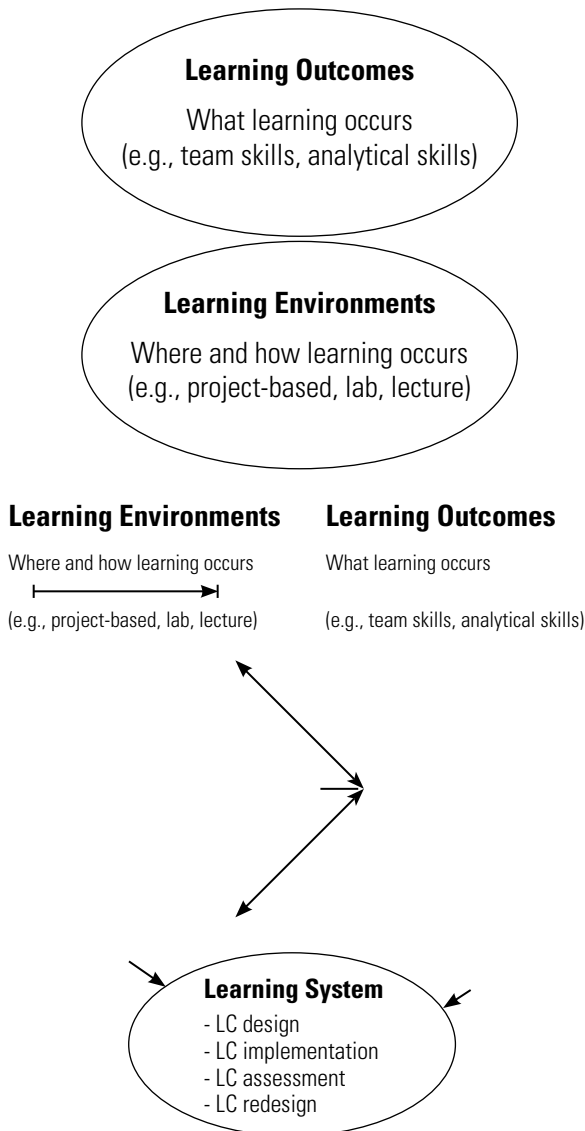 Learning Outcomes
What learning occurs
(e.g., team skills, analytical skills)
Learning Environments
Where and how learning occurs
(e.g., project-based, lab, lecture)
Learning Environments
Where and how learning occurs
(e.g., project-based, lab, lecture)
Learning Outcomes
What learning occurs
(e.g., team skills, analytical skills)
Learning System
- LC design
- LC implementation
- LC assessment
- LC redesign